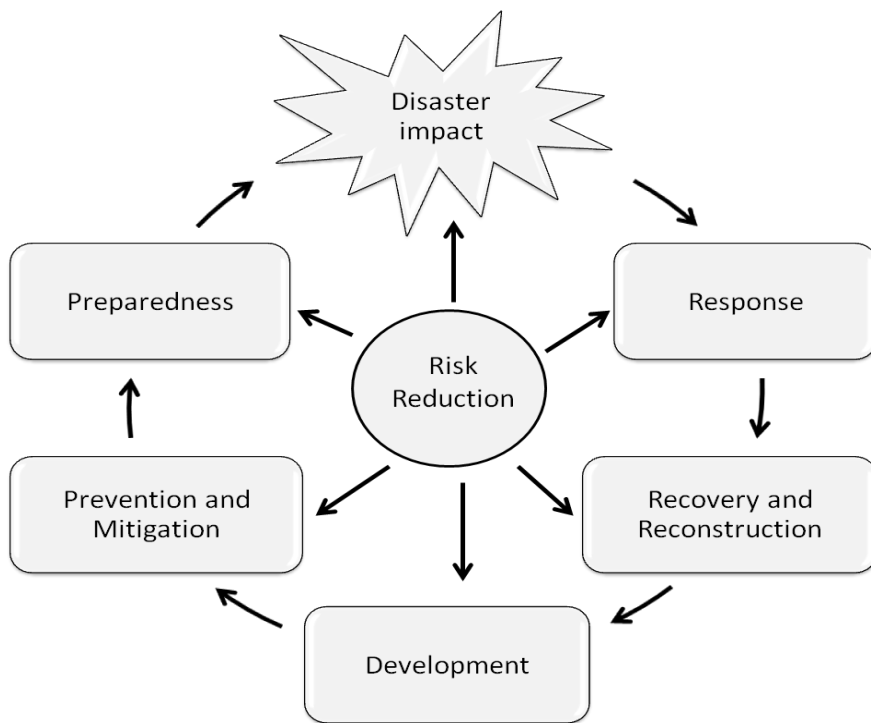 Disaster
impact
Preparedness
Response
Risk
Reduction
Prevention and
Mitigation
Recovery and
Reconstruction
Development